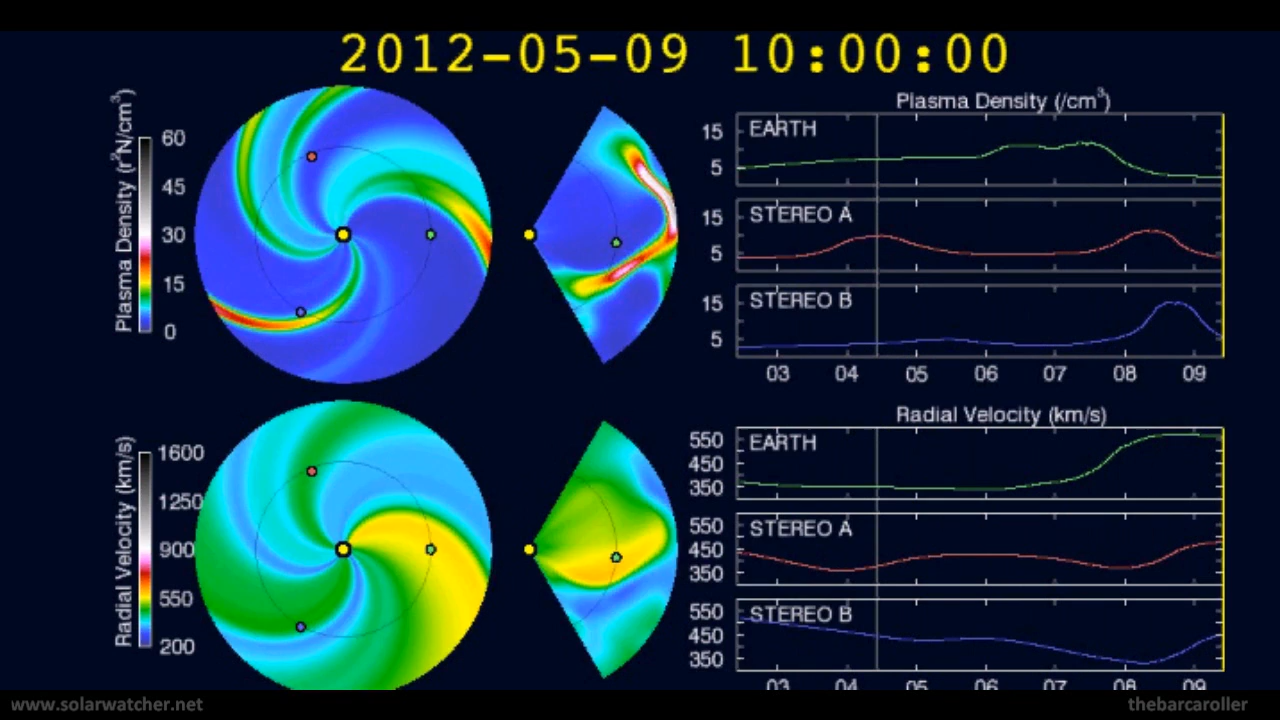 2012-05-09 10:00:00
Plasma Density (r²N/cm³)
60
45
30
15
0
Plasma Density (/cm³)
15
5
EARTH
15
5
STEREO A
15
5
STEREO B
03 04 05 06 07 08 09
Radial Velocity (km/s)
1600
1250
900
550
200
Radial Velocity (km/s)
550
450
350
EARTH
550
450
350
STEREO A
550
450
350
STEREO B
03 04 05 06 07 08 09
www.solarwatcher.net
thebarcaroller